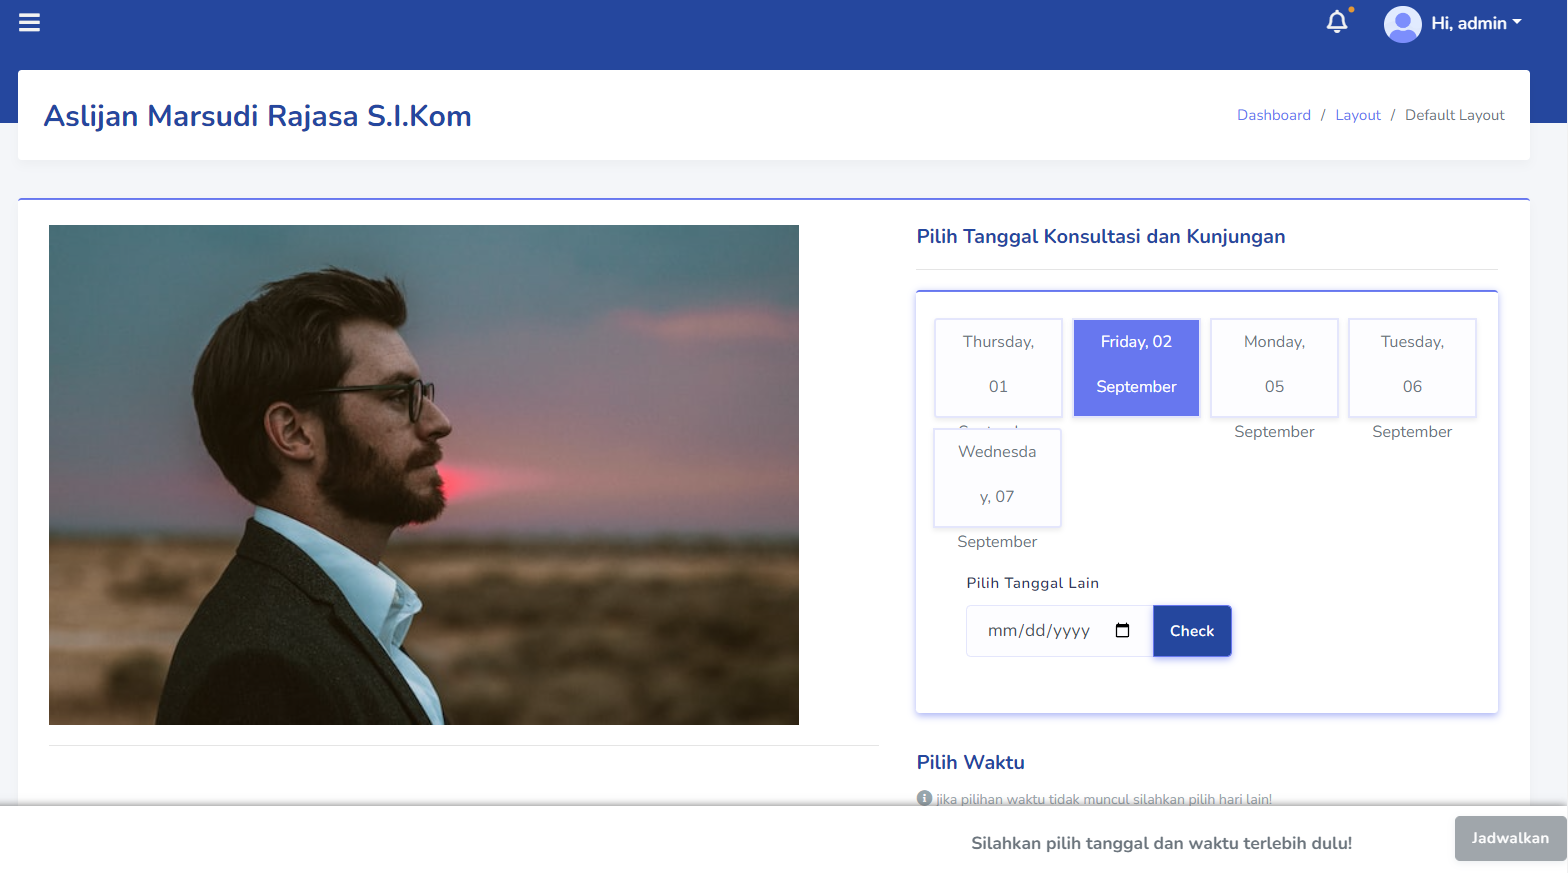 Hi, admin
Aslijan Marsudi Rajasa S.I.Kom
Dashboard / Layout / Default Layout
Pilih Tanggal Konsultasi dan Kunjungan
Thursday,
01
Friday, 02
September
Monday,
05
September
Tuesday,
06
September
Wednesda
y, 07
September
Pilih Tanggal Lain
mm/dd/yyyy
Check
Pilih Waktu
jika pilihan waktu tidak muncul silahkan pilih hari lain!
Silahkan pilih tanggal dan waktu terlebih dulu!
Jadwalkan